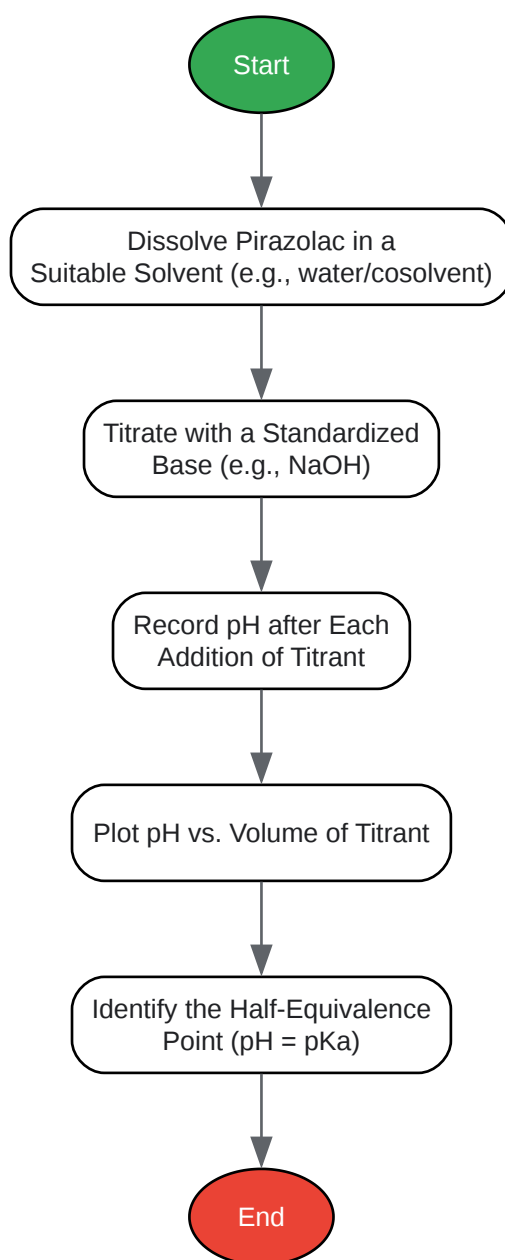 Start
Dissolve Pirazolac in a
Suitable Solvent (e.g., water/cosolvent)
Titrate with a Standardized
Base (e.g., NaOH)
Record pH after Each
Addition of Titrant
Plot pH vs. Volume of Titrant
Identify the Half-Equivalence
Point (pH = pKa)
End